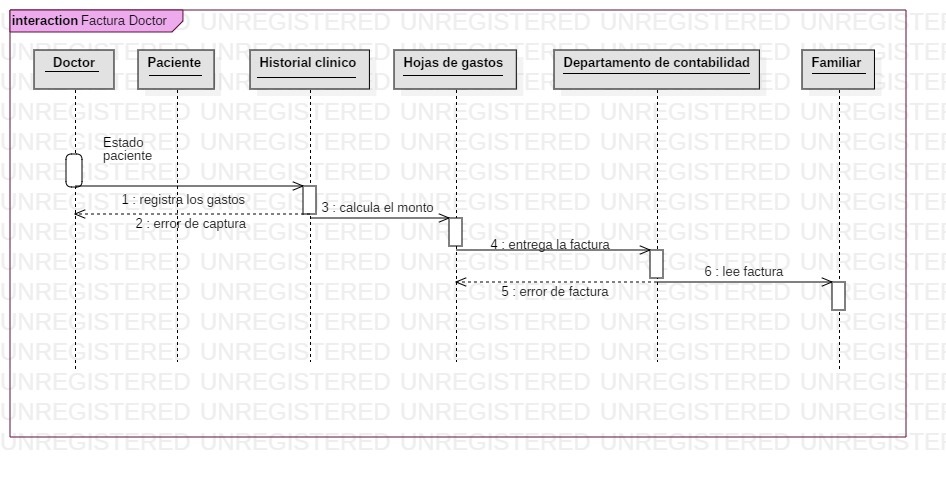 interaction Factura Doctor
Doctor
Paciente
Historial clinico
Hojas de gastos
Departamento de contabilidad
Familiar
Estado
paciente
1 : registra los gastos
2 : error de captura
3 : calcula el monto
4 : entrega la factura
5 : error de factura
6 : lee factura
UNREGISTERED UNREGISTERED UNREGISTERED UNREGISTERED UNREGISTERED